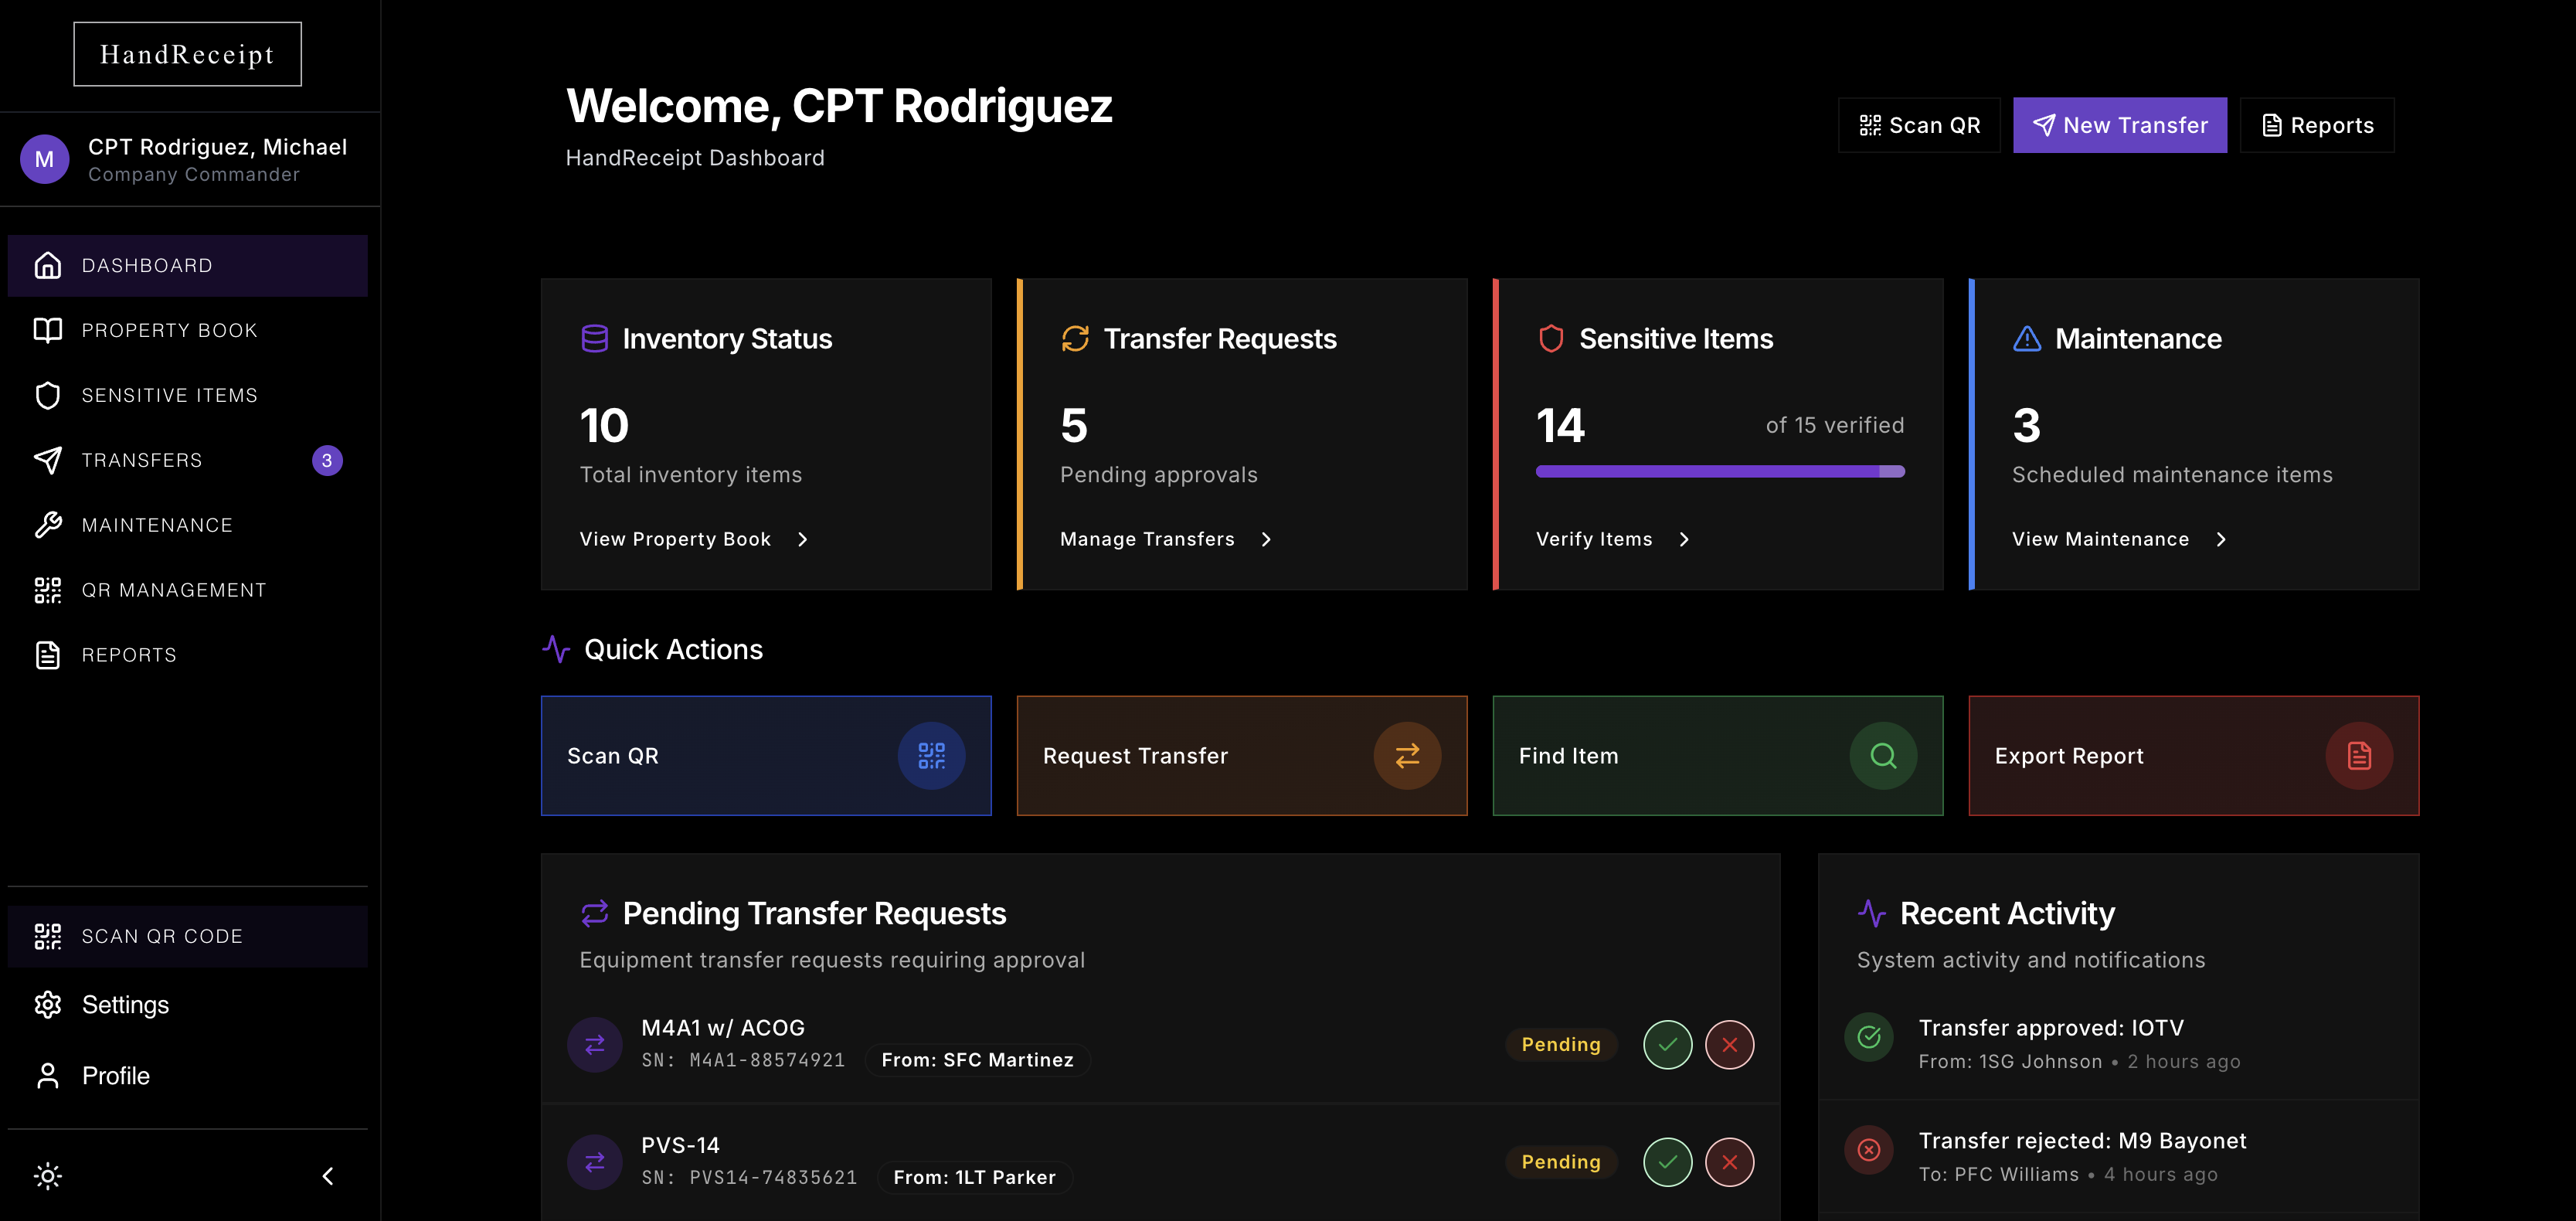 HandReceipt
M
CPT Rodriguez, Michael
Company Commander
DASHBOARD
PROPERTY BOOK
SENSITIVE ITEMS
TRANSFERS
3
MAINTENANCE
QR MANAGEMENT
REPORTS
SCAN QR CODE
Settings
Profile
Welcome, CPT Rodriguez
HandReceipt Dashboard
Scan QR
New Transfer
Reports
Inventory Status
10
Total inventory items
View Property Book
Transfer Requests
5
Pending approvals
Manage Transfers
Sensitive Items
14
of 15 verified
Verify Items
Maintenance
3
Scheduled maintenance items
View Maintenance
Quick Actions
Scan QR
Request Transfer
Find Item
Export Report
Pending Transfer Requests
Equipment transfer requests requiring approval
M4A1 w/ ACOG
SN: M4A1-88574921 From: SFC Martinez
Pending
PVS-14
SN: PVS14-74835621 From: 1LT Parker
Pending
Recent Activity
System activity and notifications
Transfer approved: IOTV
From: 1SG Johnson • 2 hours ago
Transfer rejected: M9 Bayonet
To: PFC Williams • 4 hours ago